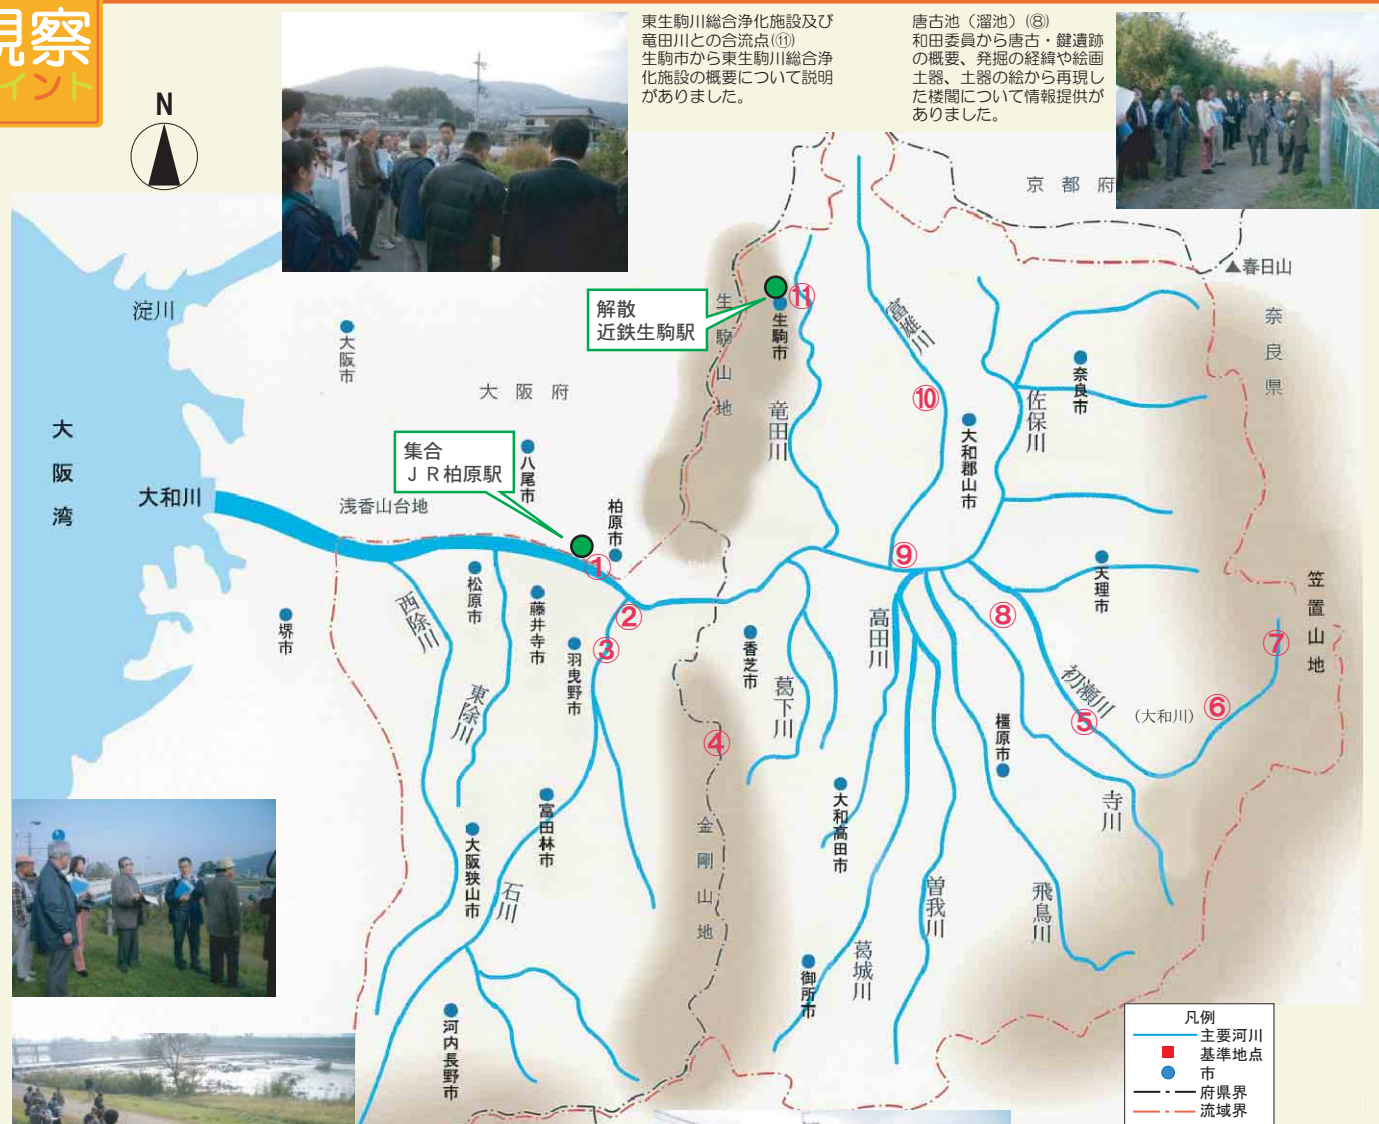 視察
イント
東生駒川総合浄化施設及び
竜田川との合流点(⑪)
生駒市から東生駒川総合浄
化施設の概要について説明
がありました。
唐古池（溜池）(⑧)
和田委員から唐古・鍵遺跡
の概要、発掘の経緯や絵画
土器、土器の絵から再現し
た楼閣について情報提供が
ありました。
N
京都府
▲春日山
奈良県
淀川
大阪市
大阪府
解散
近鉄生駒駅
生駒山地
⑪
生駒市
富雄川
⑩
奈良市
佐保川
大和郡山市
竜田川
大阪湾
集合
ＪＲ柏原駅
八尾市
大和川
浅香山台地
柏原市
①
②
③
⑨
天理市
笠置山地
⑦
堺市
西除川
松原市
藤井寺市
羽曳野市
東除川
香芝市
葛下川
高田川
⑧
初瀬川
⑤
(大和川)
⑥
④
橿原市
寺川
富田林市
大阪狭山市
石川
金剛山地
大和高田市
曽我川
飛鳥川
葛城川
御所市
河内長野市
凡例
主要河川
基準地点
市
府県界
流域界